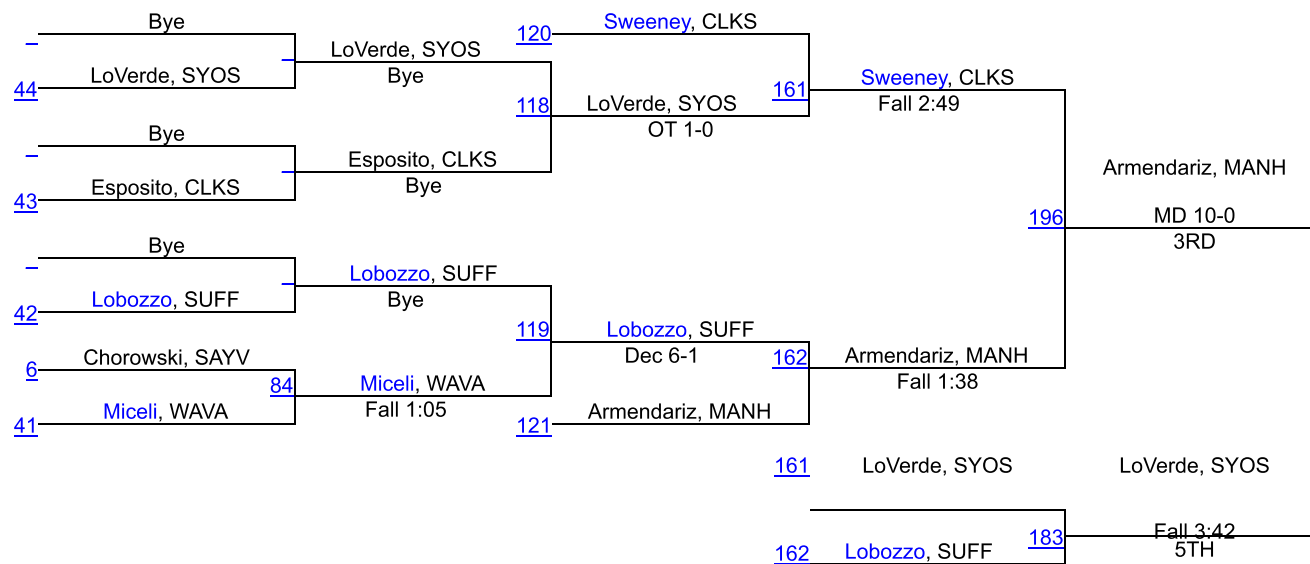 Bye
Sweeney, CLKS
120
LoVerde, SYOS
LoVerde, SYOS
Bye
44
118
LoVerde, SYOS
OT 1-0
161
Sweeney, CLKS
Fall 2:49
Bye
Esposito, CLKS
Bye
Esposito, CLKS
43
Armendariz, MANH
196
MD 10-0
3RD
Bye
Lobozzo, SUFF
Bye
Lobozzo, SUFF
42
119
Lobozzo, SUFF
Dec 6-1
162
Armendariz, MANH
Fall 1:38
Chorowski, SAYV
6
84
Miceli, WAVA
Fall 1:05
Miceli, WAVA
41
121
Armendariz, MANH
161
LoVerde, SYOS
LoVerde, SYOS
183
Fall 3:42
5TH
162
Lobozzo, SUFF